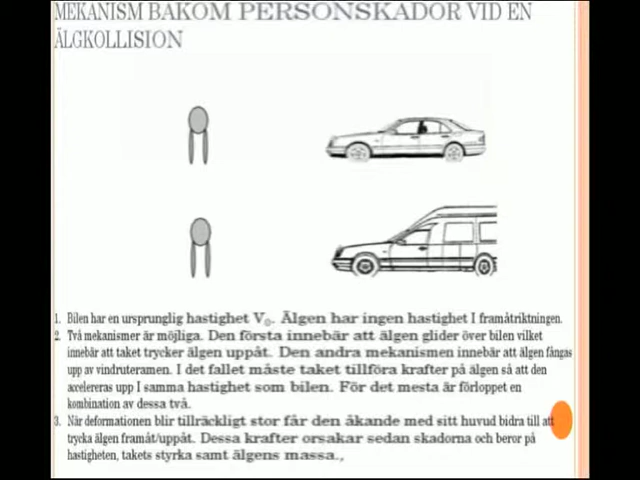 MEKANISM BAKOM PERSONSKADOR VID EN
ÄLGKOLLISION
1. Bilen har en ursprunglig hastighet V₀. Älgen har ingen hastighet I framåtriktningen.
2. Två mekanismer är möjliga. Den första innebär att älgen glider över bilen vilket
innebär att taket trycker älgen uppåt. Den andra mekanismen innebär att älgen fångas
upp av vindruteramen. I det fallet måste taket tillföra krafter på älgen så att den
accelereras upp I samma hastighet som bilen. För det mesta är förloppet en
kombination av dessa två.
3. När deformationen blir tillräckligt stor får den åkande med sitt huvud bidra till att
trycka älgen framåt/uppåt. Dessa krafter orsakar sedan skadorna och beror på
hastigheten, takets styrka samt älgens massa.,